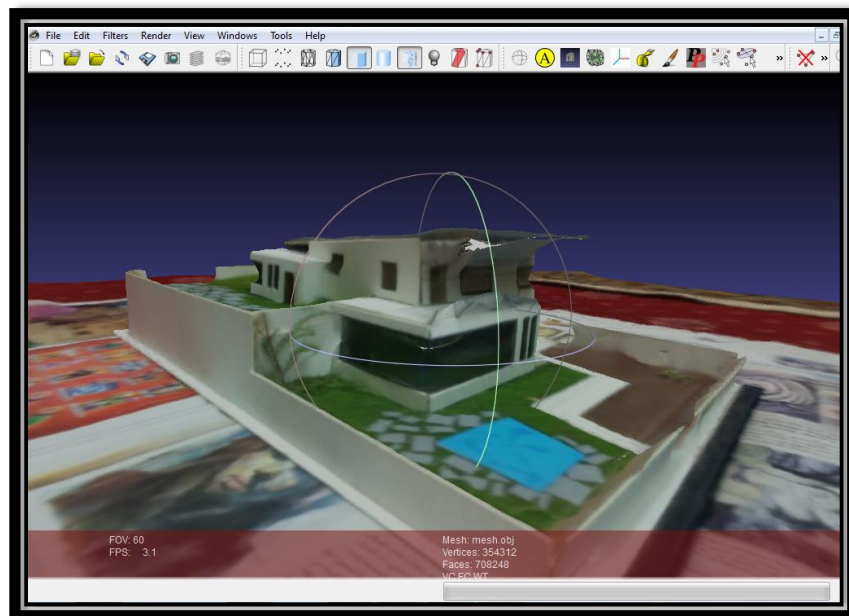 File Edit Filters Render View Windows Tools Help
A
FOV: 60
FPS: 3.1
Mesh: mesh.obj
Vertices: 354312
Faces: 708248
VC FC WT